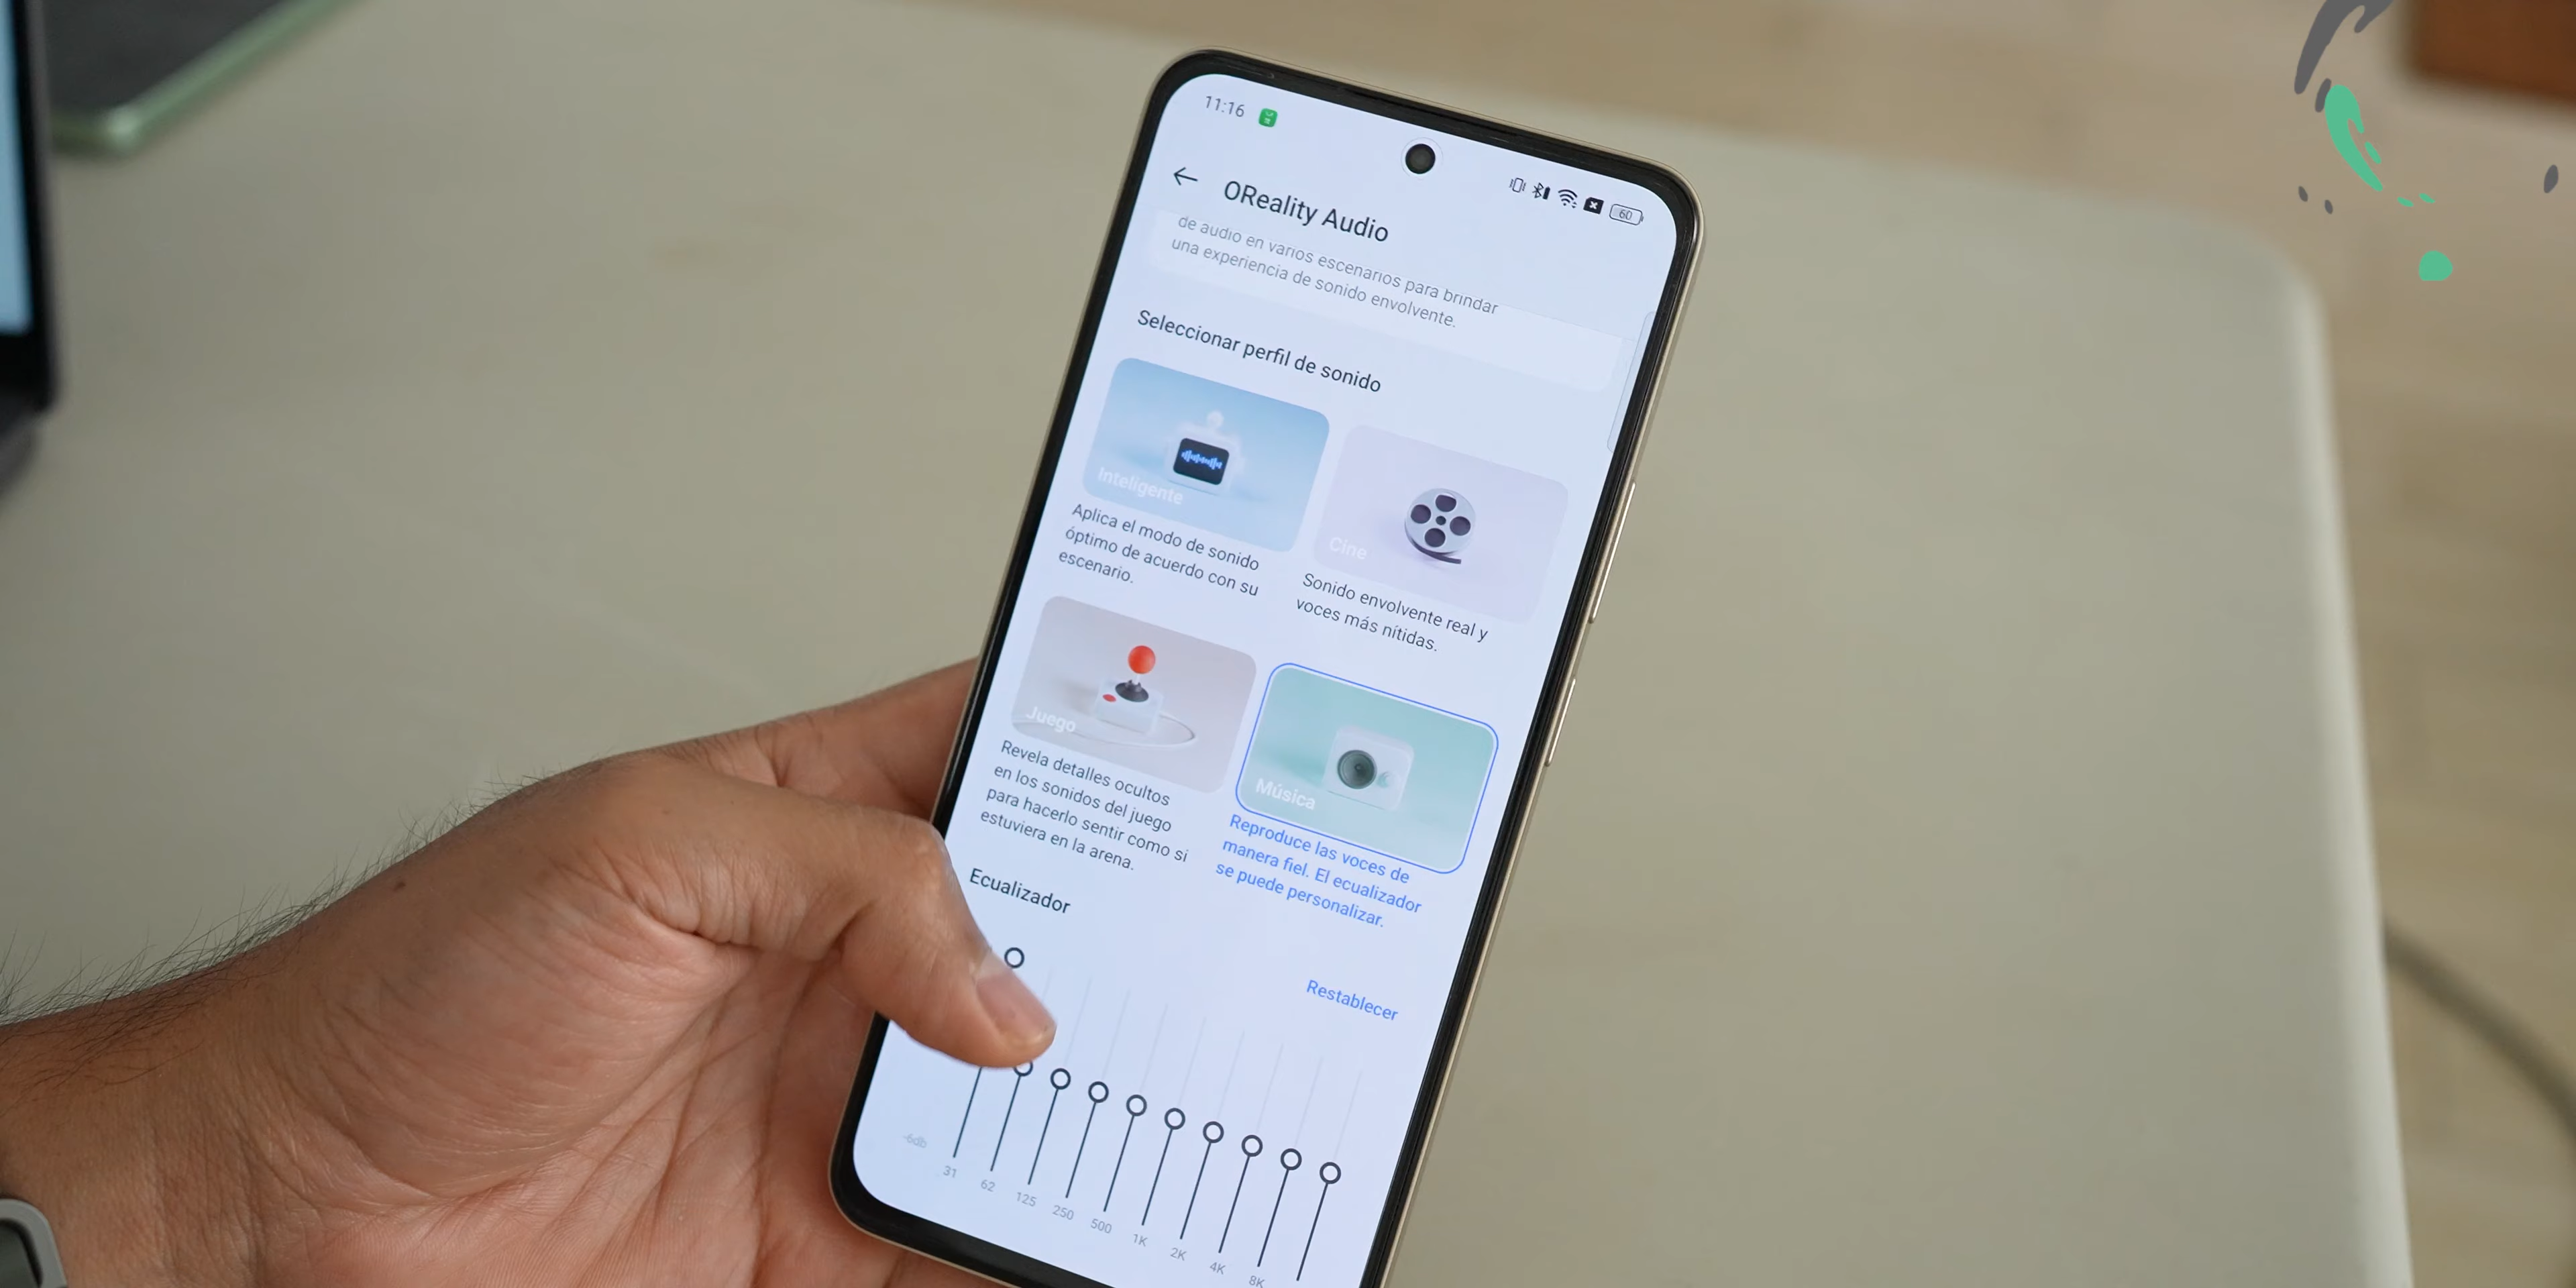 11:16
60
OReality Audio
de audio en varios escenarios para brindar
una experiencia de sonido envolvente.
Seleccionar perfil de sonido
Inteligente
Aplica el modo de sonido
óptimo de acuerdo con su
escenario.
Cine
Sonido envolvente real y
voces más nítidas.
Juego
Revela detalles ocultos
en los sonidos del juego
para hacerlo sentir como si
estuviera en la arena.
Música
Reproduce las voces de
manera fiel. El ecualizador
se puede personalizar.
Ecualizador
Restablecer
-6db
31 62 125 250 500 1K 2K 4K 8K